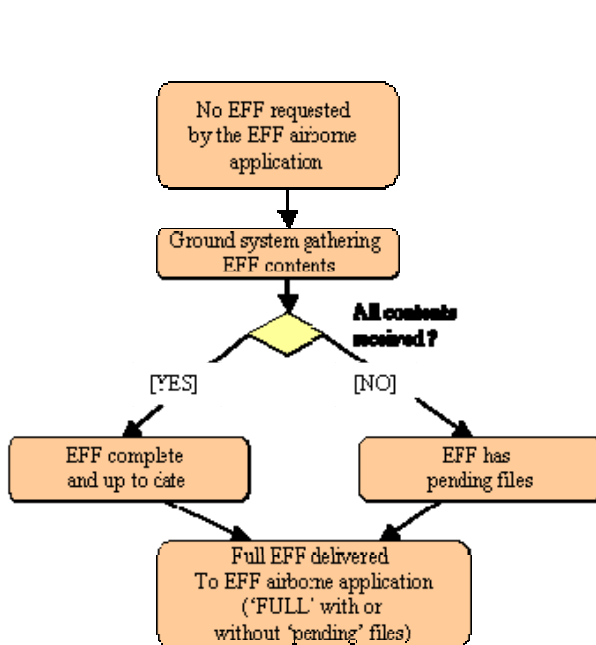 No EFF requested
by the EFF airborne
application
Ground system gathering
EFF contents
All contents
received?
[YES]
[NO]
EFF complete
and up to date
EFF has
pending files
Full EFF delivered
To EFF airborne application
('FULL' with or
without 'pending' files)